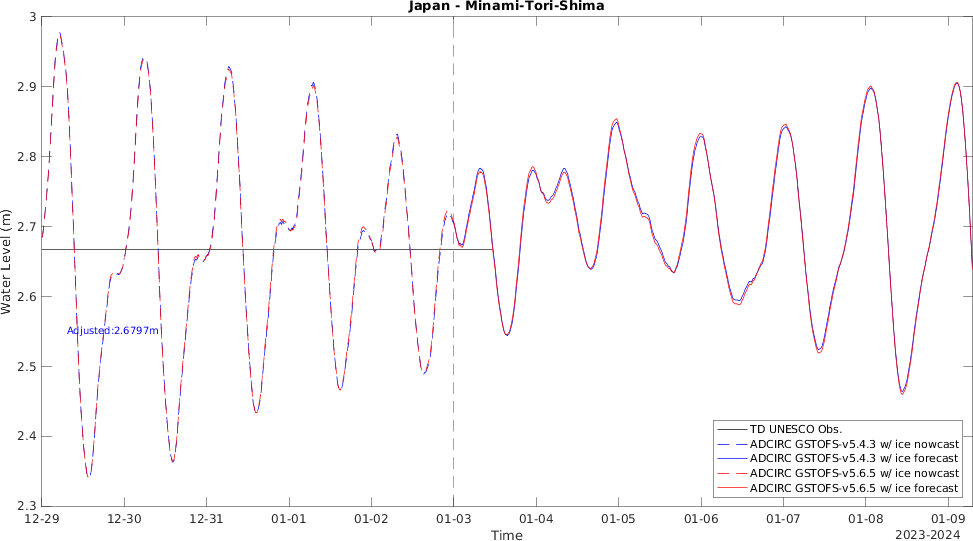 Japan - Minami-Tori-Shima
Water Level (m)
3
2.9
2.8
2.7
2.6
2.5
2.4
2.3
Adjusted:2.6797m
TD UNESCO Obs.
ADCIRC GSTOFS-v5.4.3 w/ ice nowcast
ADCIRC GSTOFS-v5.4.3 w/ ice forecast
ADCIRC GSTOFS-v5.6.5 w/ ice nowcast
ADCIRC GSTOFS-v5.6.5 w/ ice forecast
12-29 12-30 12-31 01-01 01-02 01-03 01-04 01-05 01-06 01-07 01-08 01-09
Time
2023-2024